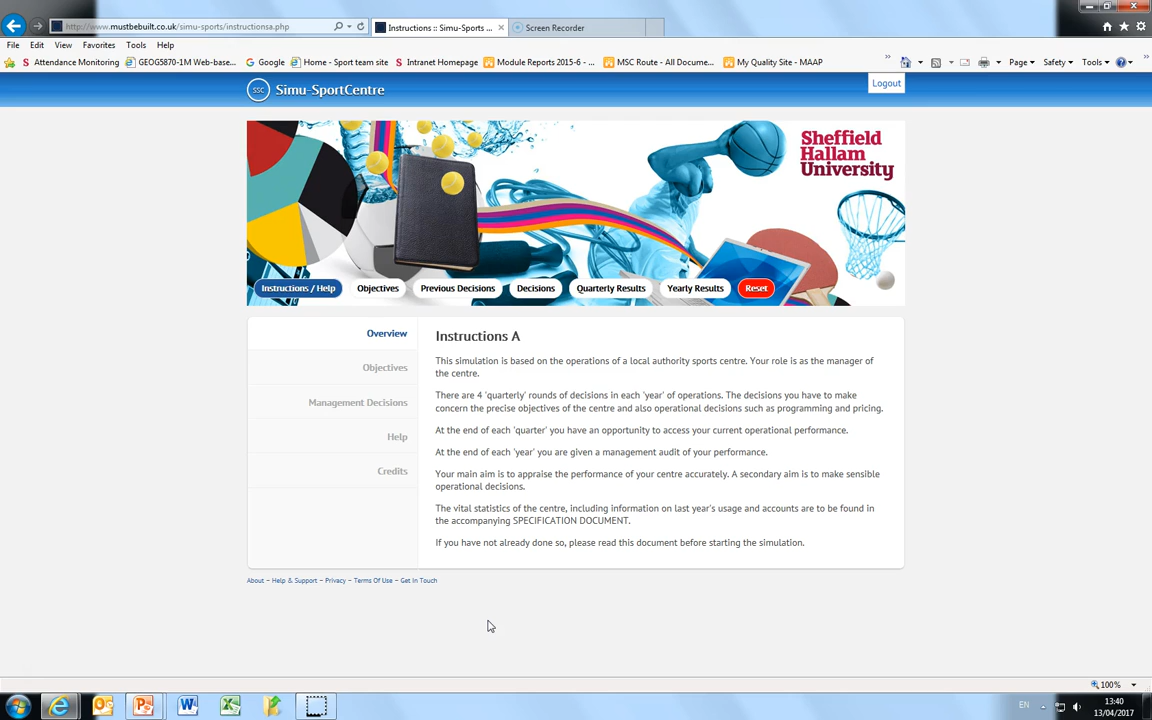 http://www.mustbebuilt.co.uk/simu-sports/instructionsa.php
Instructions :: Simu-Sports ...
Screen Recorder
File Edit View Favorites Tools Help
Attendance Monitoring GEOG5870-1M Web-base... Google Home - Sport team site Intranet Homepage Module Reports 2015-6 - ... MSC Route - All Docume... My Quality Site - MAAP
Page Safety Tools
SSC Simu-SportCentre
Logout
Sheffield
Hallam
University
Instructions / Help Objectives Previous Decisions Decisions Quarterly Results Yearly Results Reset
Overview
Objectives
Management Decisions
Help
Credits
Instructions A
This simulation is based on the operations of a local authority sports centre. Your role is as the manager of
the centre.
There are 4 'quarterly' rounds of decisions in each 'year' of operations. The decisions you have to make
concern the precise objectives of the centre and also operational decisions such as programming and pricing.
At the end of each 'quarter' you have an opportunity to access your current operational performance.
At the end of each 'year' you are given a management audit of your performance.
Your main aim is to appraise the performance of your centre accurately. A secondary aim is to make sensible
operational decisions.
The vital statistics of the centre, including information on last year's usage and accounts are to be found in
the accompanying SPECIFICATION DOCUMENT.
If you have not already done so, please read this document before starting the simulation.
About – Help & Support – Privacy – Terms Of Use – Get In Touch
100%
EN
13:40
13/04/2017